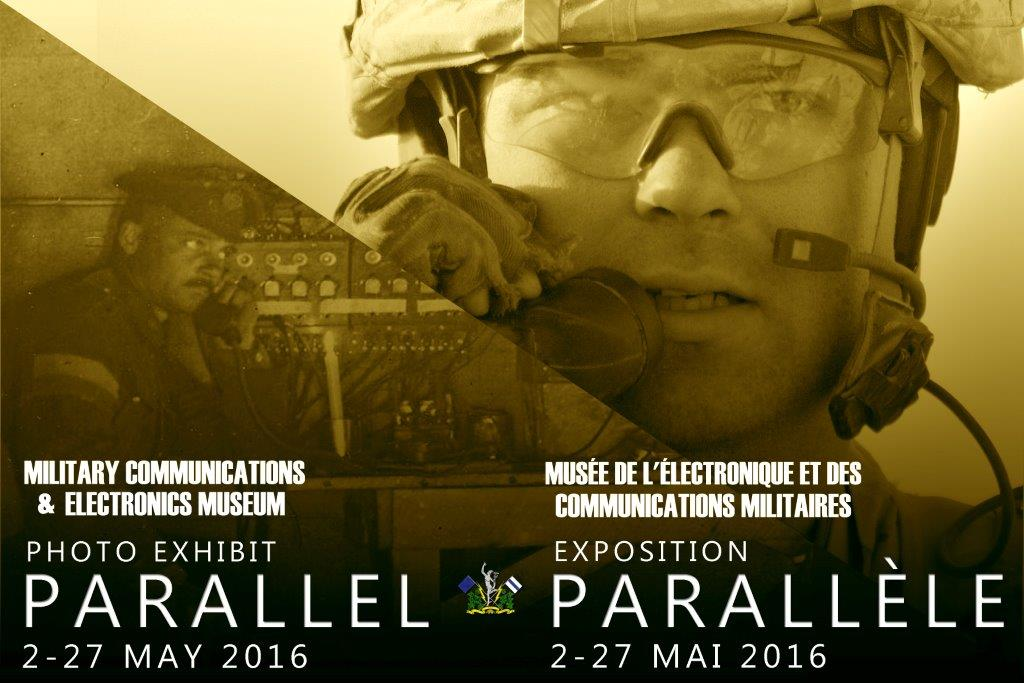 MILITARY COMMUNICATIONS
& ELECTRONICS MUSEUM
PHOTO EXHIBIT
PARALLEL
2-27 MAY 2016
MUSÉE DE L'ÉLECTRONIQUE ET DES
COMMUNICATIONS MILITAIRES
EXPOSITION
PARALLÈLE
2-27 MAI 2016